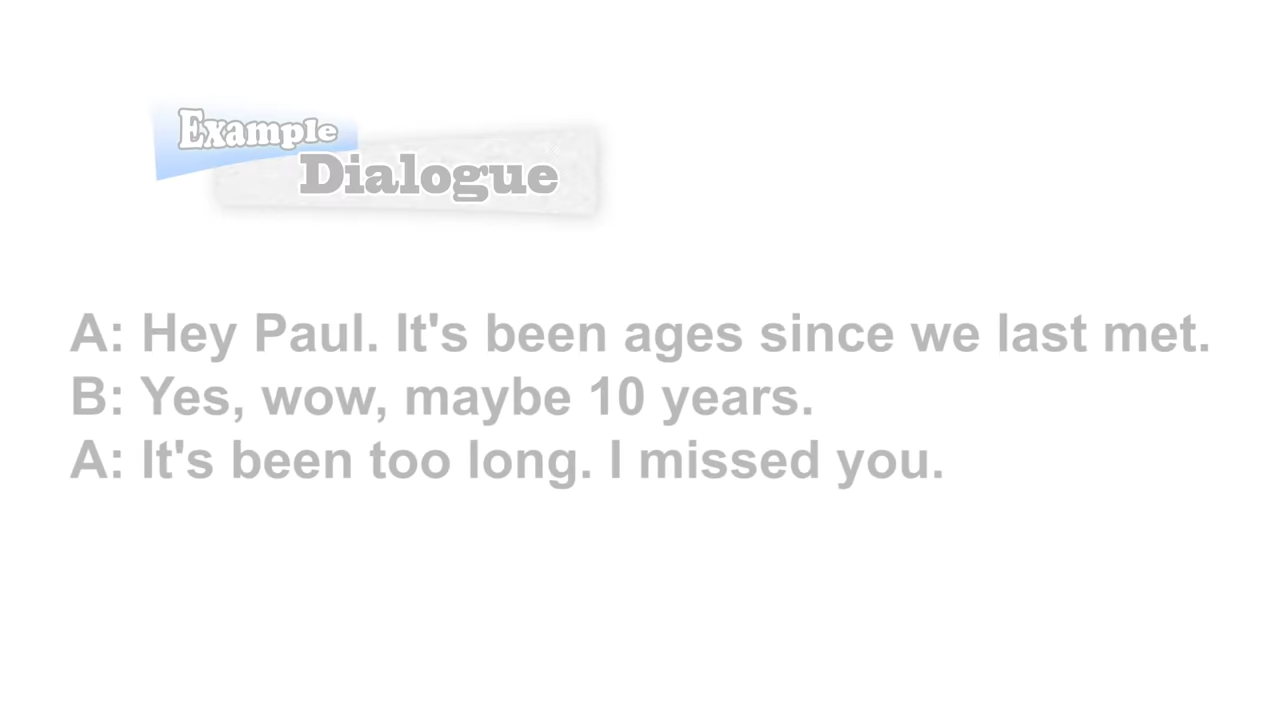 Example
Dialogue
A: Hey Paul. It's been ages since we last met.
B: Yes, wow, maybe 10 years.
A: It's been too long. I missed you.